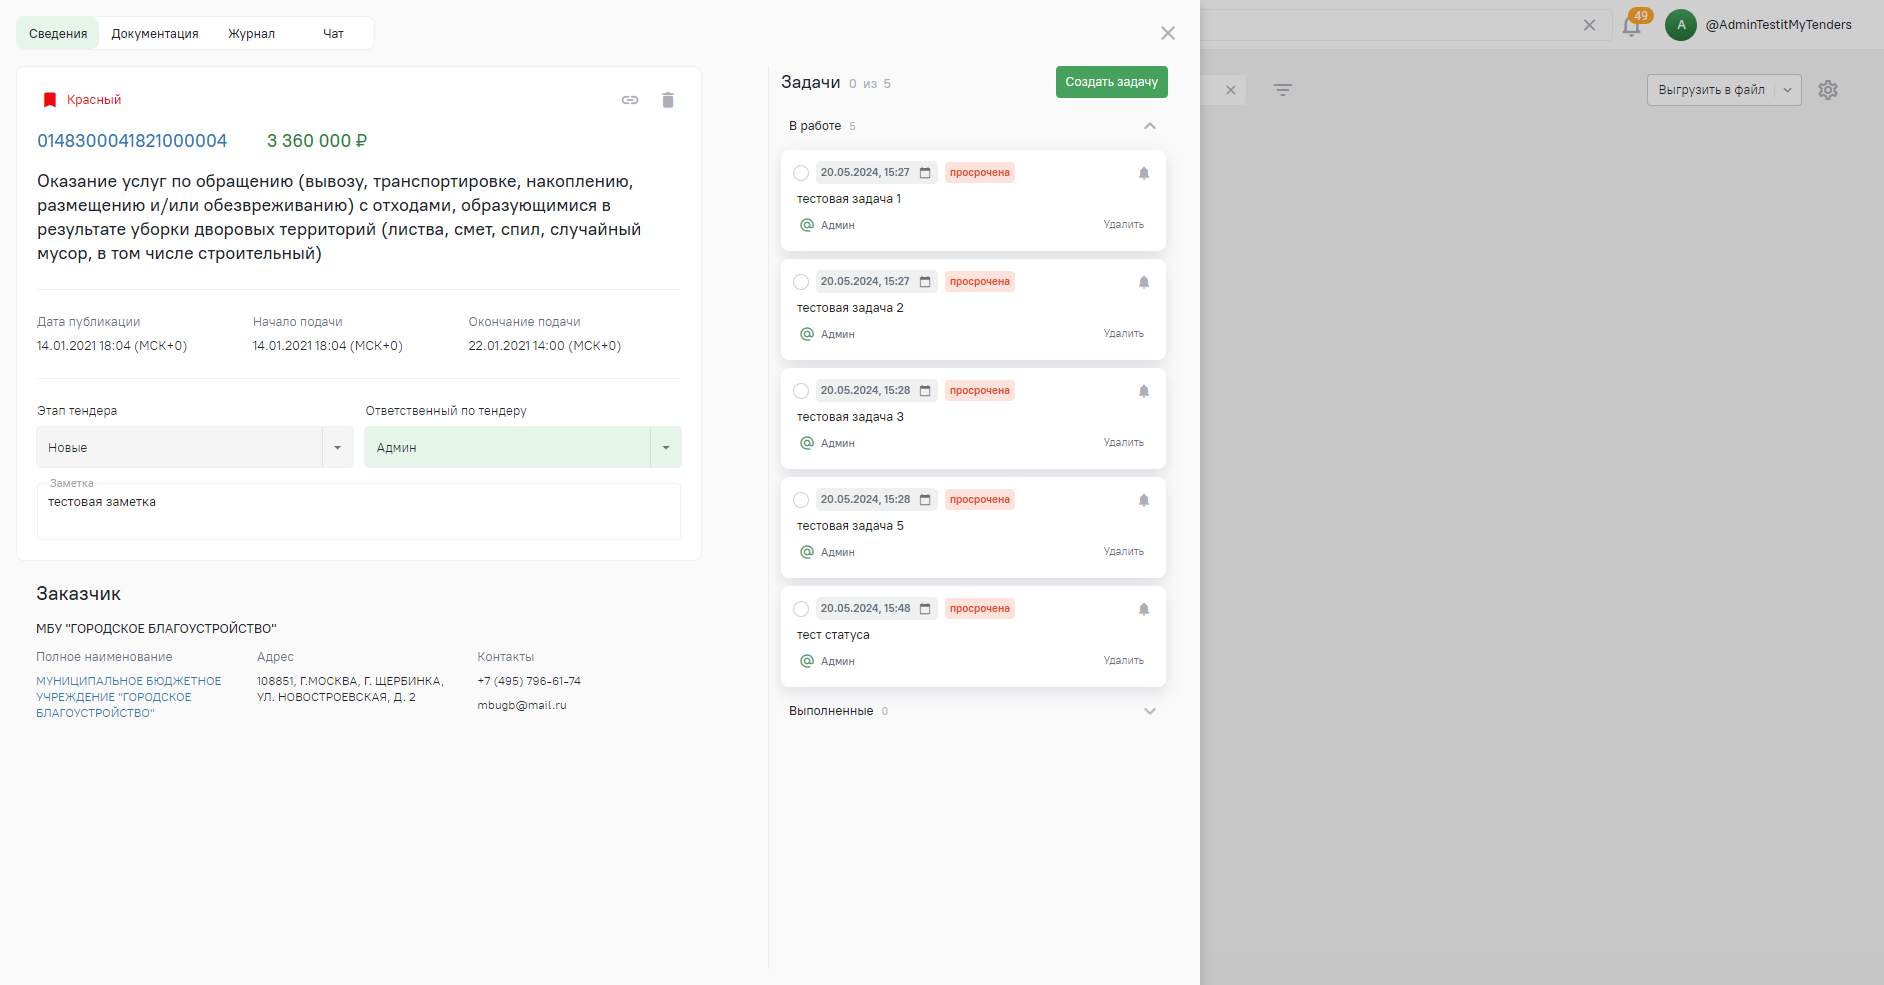 Сведения
Документация
Журнал
Чат
49
A
@AdminTestitMyTenders
Выгрузить в файл
Красный
0148300041821000004
3 360 000 ₽
Оказание услуг по обращению (вывозу, транспортировке, накоплению,
размещению и/или обезвреживанию) с отходами, образующимися в
результате уборки дворовых территорий (листва, смет, спил, случайный
мусор, в том числе строительный)
Дата публикации
14.01.2021 18:04 (МСК+0)
Начало подачи
14.01.2021 18:04 (МСК+0)
Окончание подачи
22.01.2021 14:00 (МСК+0)
Этап тендера
Новые
Ответственный по тендеру
Админ
Заметка
тестовая заметка
Заказчик
МБУ "ГОРОДСКОЕ БЛАГОУСТРОЙСТВО"
Полное наименование
МУНИЦИПАЛЬНОЕ БЮДЖЕТНОЕ
УЧРЕЖДЕНИЕ "ГОРОДСКОЕ
БЛАГОУСТРОЙСТВО"
Адрес
108851, Г.МОСКВА, Г. ЩЕРБИНКА,
УЛ. НОВОСТРОЕВСКАЯ, Д. 2
Контакты
+7 (495) 796-61-74
mbugb@mail.ru
Задачи 0 из 5
Создать задачу
В работе 5
20.05.2024, 15:27 просрочена
тестовая задача 1
Админ Удалить
20.05.2024, 15:27 просрочена
тестовая задача 2
Админ Удалить
20.05.2024, 15:28 просрочена
тестовая задача 3
Админ Удалить
20.05.2024, 15:28 просрочена
тестовая задача 5
Админ Удалить
20.05.2024, 15:48 просрочена
тест статуса
Админ Удалить
Выполненные 0